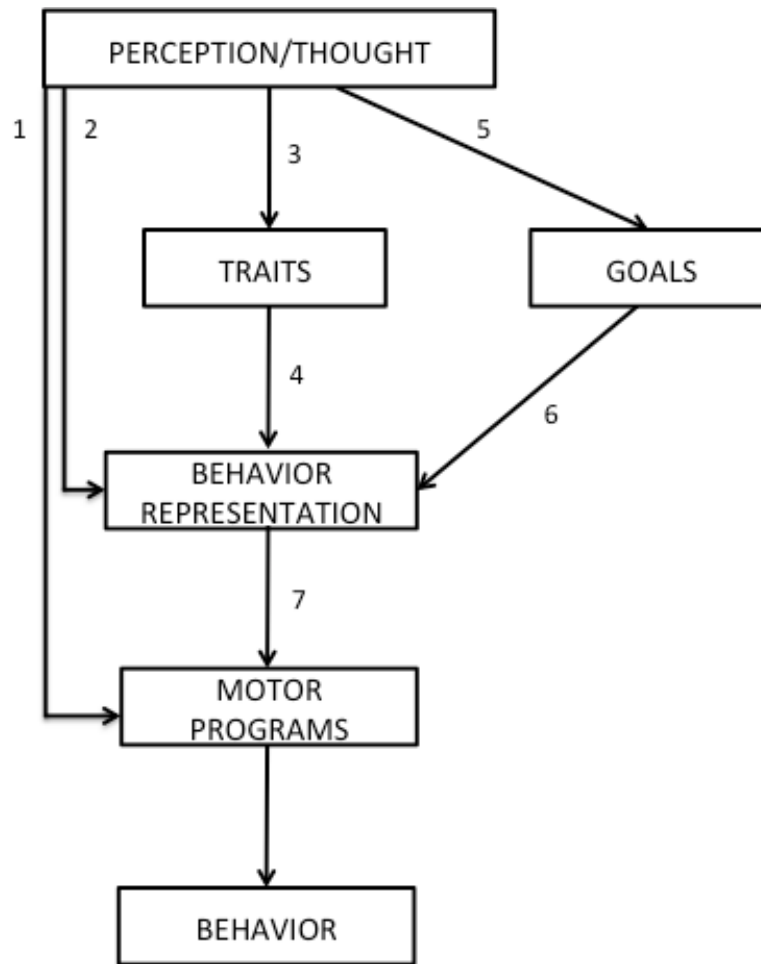 PERCEPTION/THOUGHT
1
2
3
5
TRAITS
GOALS
4
6
BEHAVIOR
REPRESENTATION
7
MOTOR
PROGRAMS
BEHAVIOR